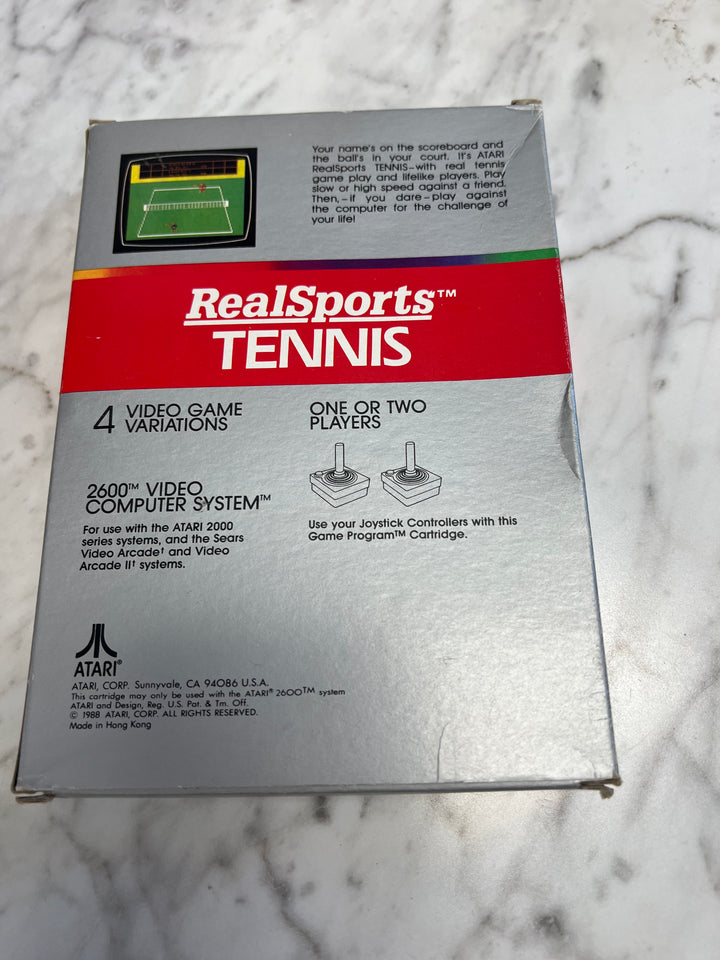 Your name's on the scoreboard and
the ball's in your court. It's ATARI
RealSports TENNIS–with real tennis
game play and lifelike players. Play
slow or high speed against a friend.
Then,–if you dare–play against
the computer for the challenge of
your life!
RealSports™
TENNIS
4 VIDEO GAME
VARIATIONS
ONE OR TWO
PLAYERS
2600™ VIDEO
COMPUTER SYSTEM™
For use with the ATARI 2000
series systems, and the Sears
Video Arcade† and Video
Arcade II† systems.
Use your Joystick Controllers with this
Game Program™ Cartridge.
ATARI®
ATARI, CORP. Sunnyvale, CA 94086 U.S.A.
This cartridge may only be used with the ATARI® 2600™ system
ATARI and Design, Reg. U.S. Pat. & Tm. Off.
© 1988 ATARI, CORP. ALL RIGHTS RESERVED.
Made in Hong Kong